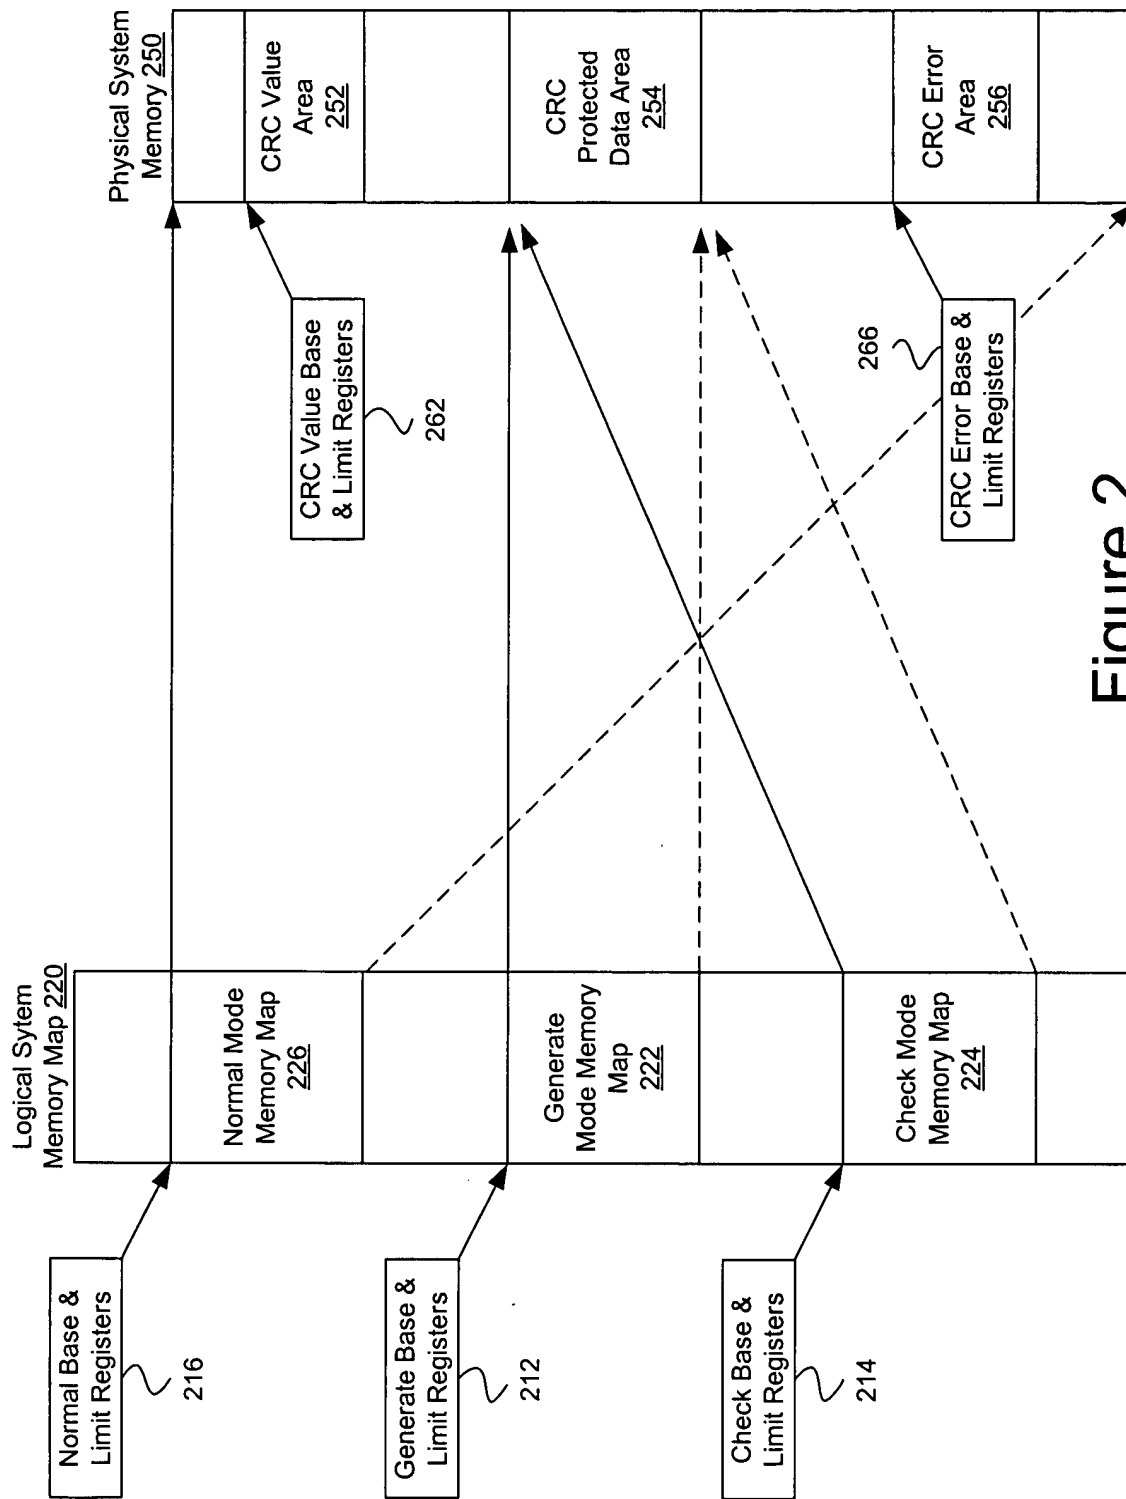 Logical Sytem
Memory Map 220
Physical System
Memory 250
Normal Base &
Limit Registers
216
Normal Mode
Memory Map
226
CRC Value Base
& Limit Registers
262
CRC Value
Area
252
Generate Base &
Limit Registers
212
Generate
Mode Memory
Map 222
CRC
Protected
Data Area
254
Check Base &
Limit Registers
214
Check Mode
Memory Map
224
266
CRC Error Base &
Limit Registers
CRC Error
Area
256
Figure 2